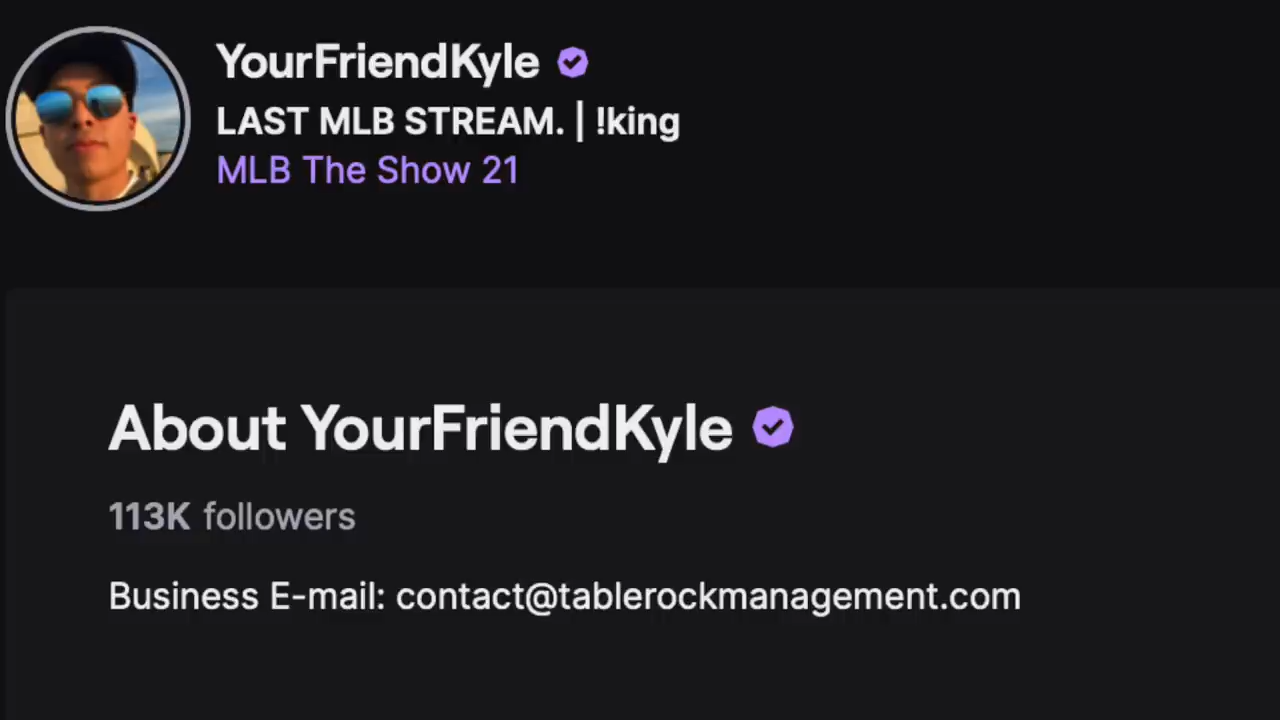 YourFriendKyle
LAST MLB STREAM. | !king
MLB The Show 21
About YourFriendKyle
113K followers
Business E-mail: contact@tablerockmanagement.com